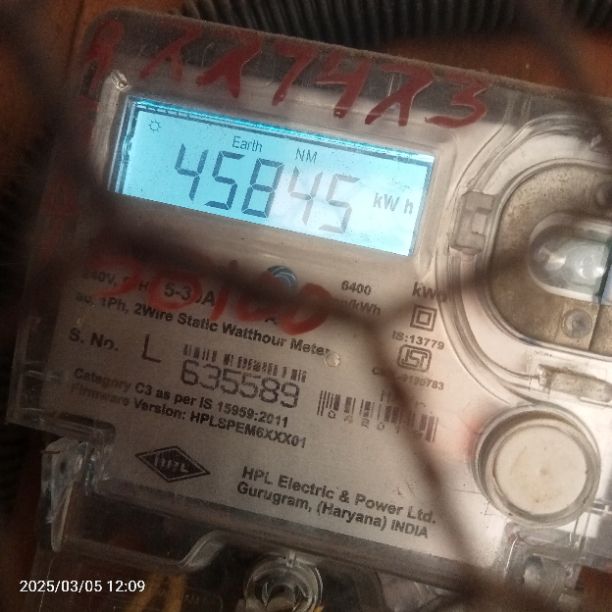 Earth NM
45845 kWh
6400
ac, 1Ph, 2Wire Static Watthour Meter
IS:13779
S. No. L 635589
Category C3 as per IS 15959:2011
Firmware Version: HPLSPEM6XXX01
HPL
HPL Electric & Power Ltd.
Gurugram, (Haryana) INDIA
2025/03/05 12:09